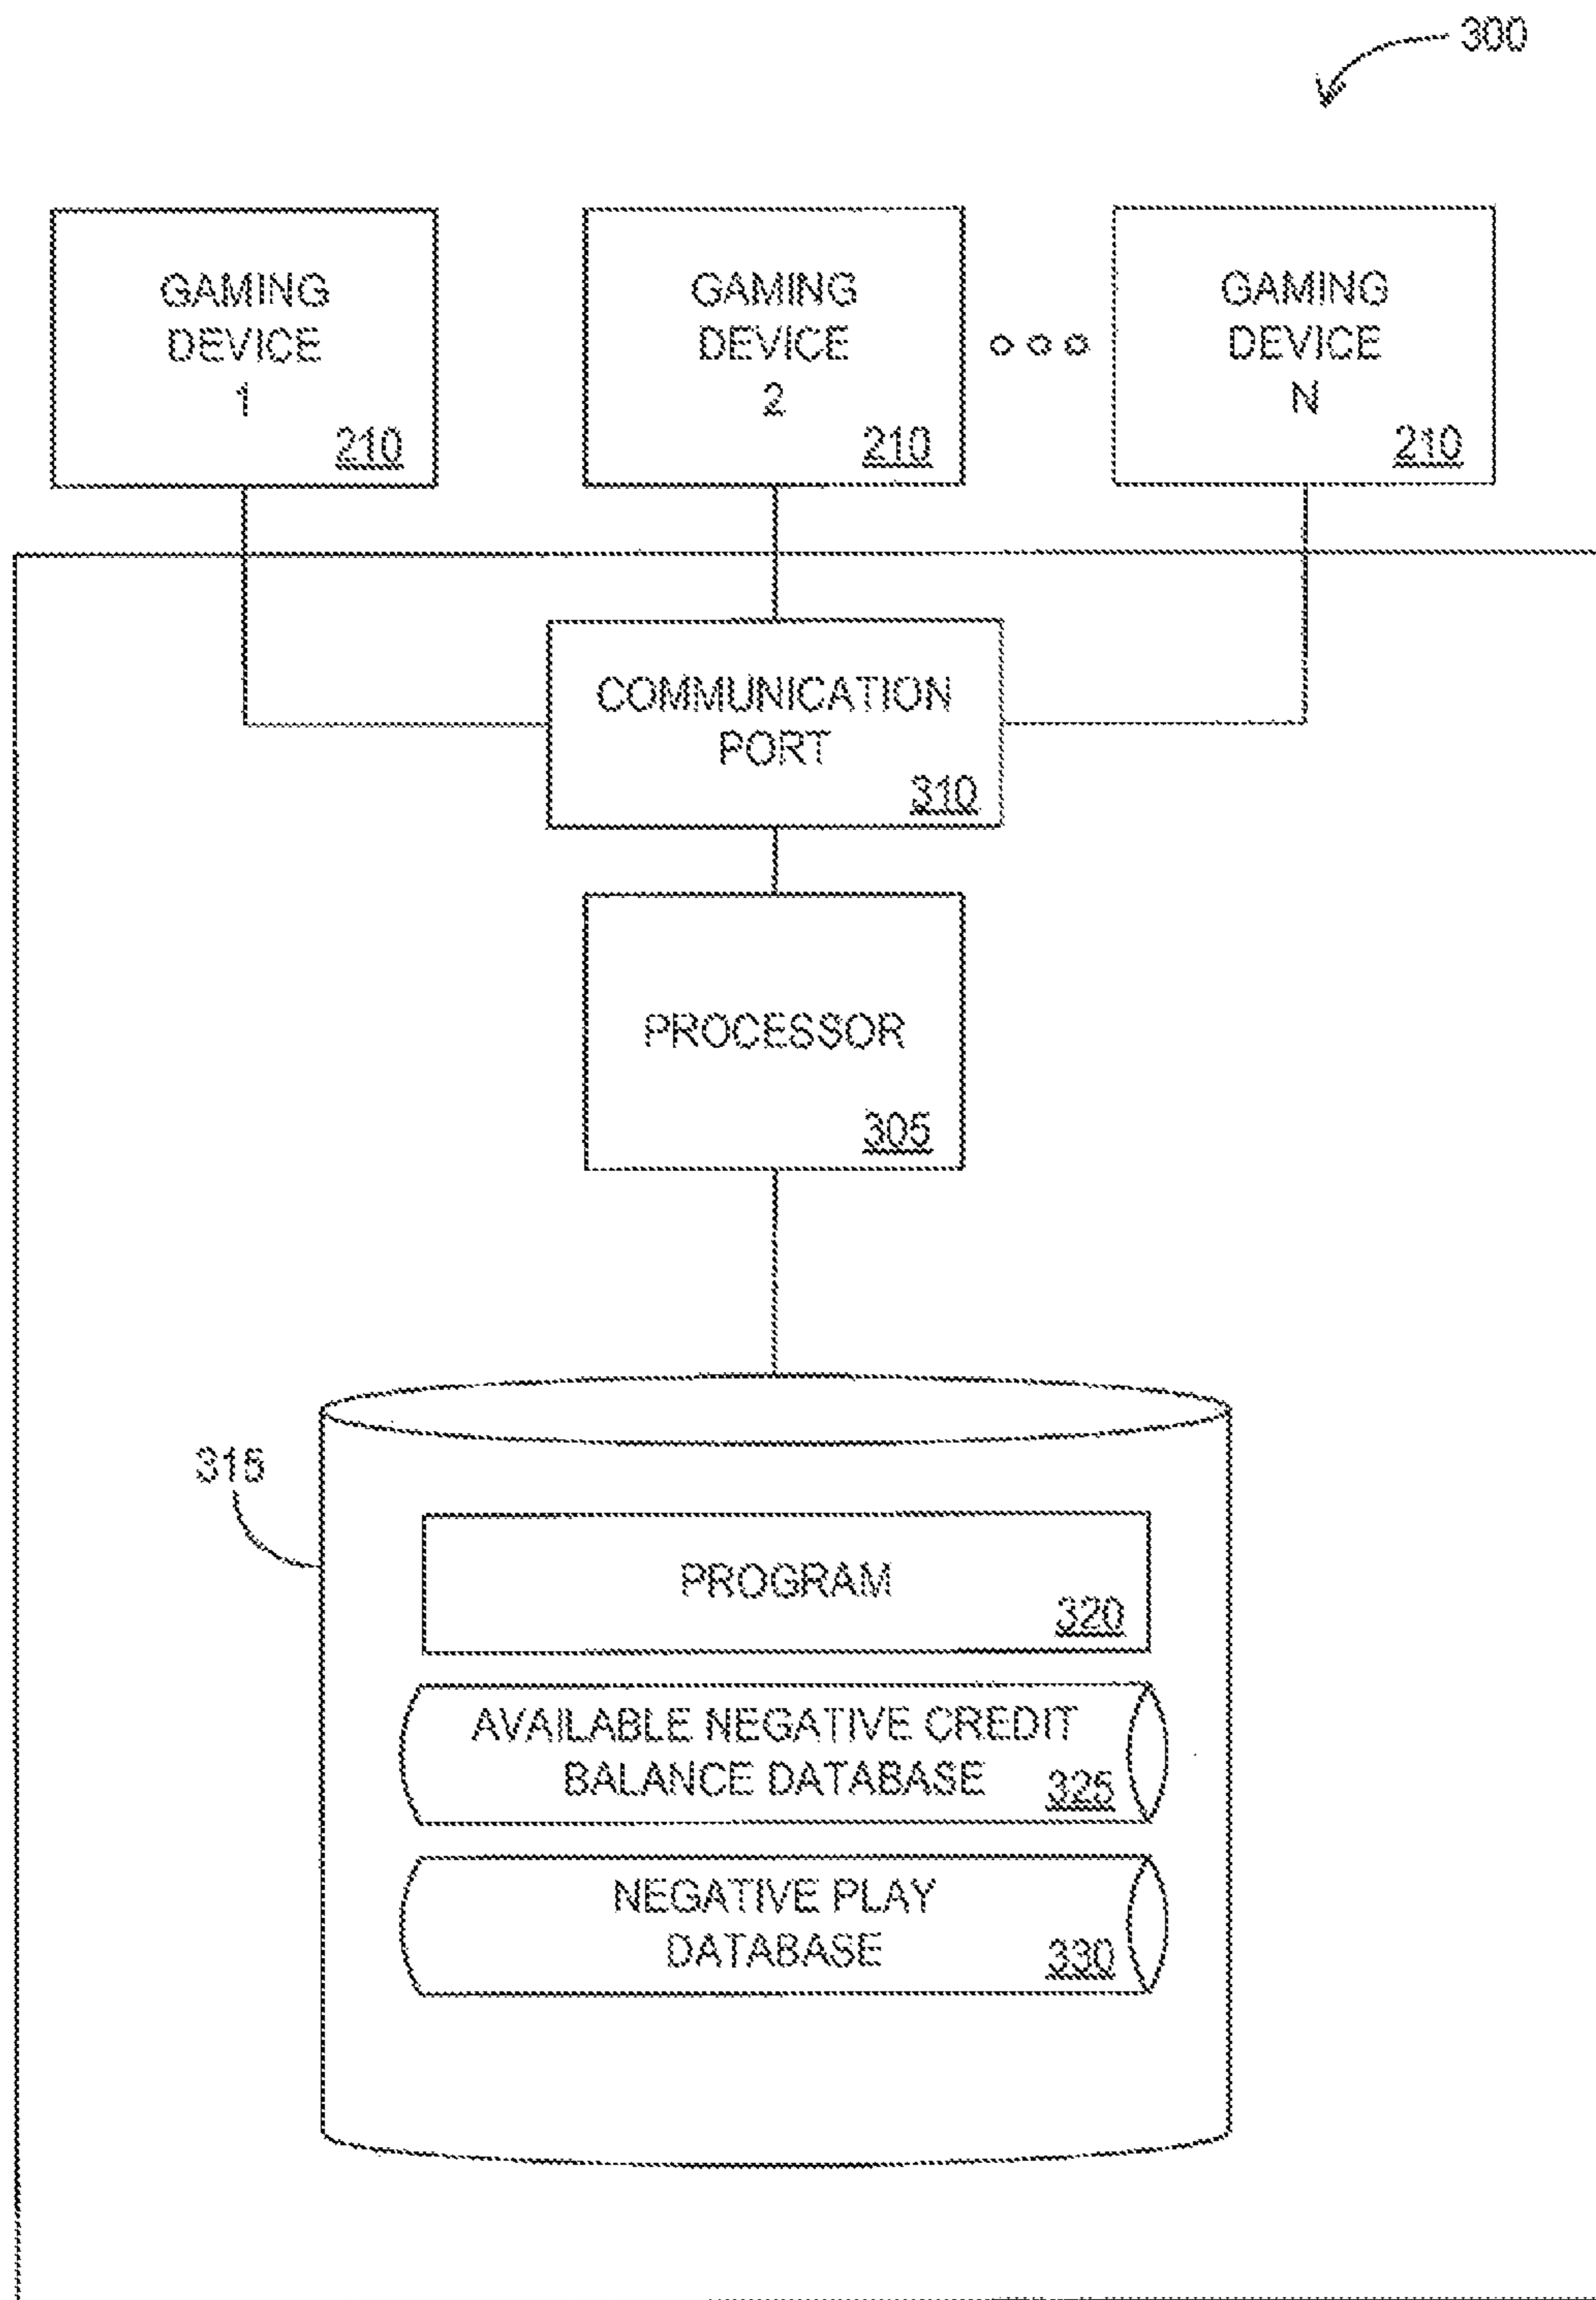 300
GAMING
DEVICE
1
210
GAMING
DEVICE
2
210
GAMING
DEVICE
N
210
COMMUNICATION
PORT
310
PROCESSOR
305
315
PROGRAM
320
AVAILABLE NEGATIVE CREDIT
BALANCE DATABASE
325
NEGATIVE PLAY
DATABASE
330